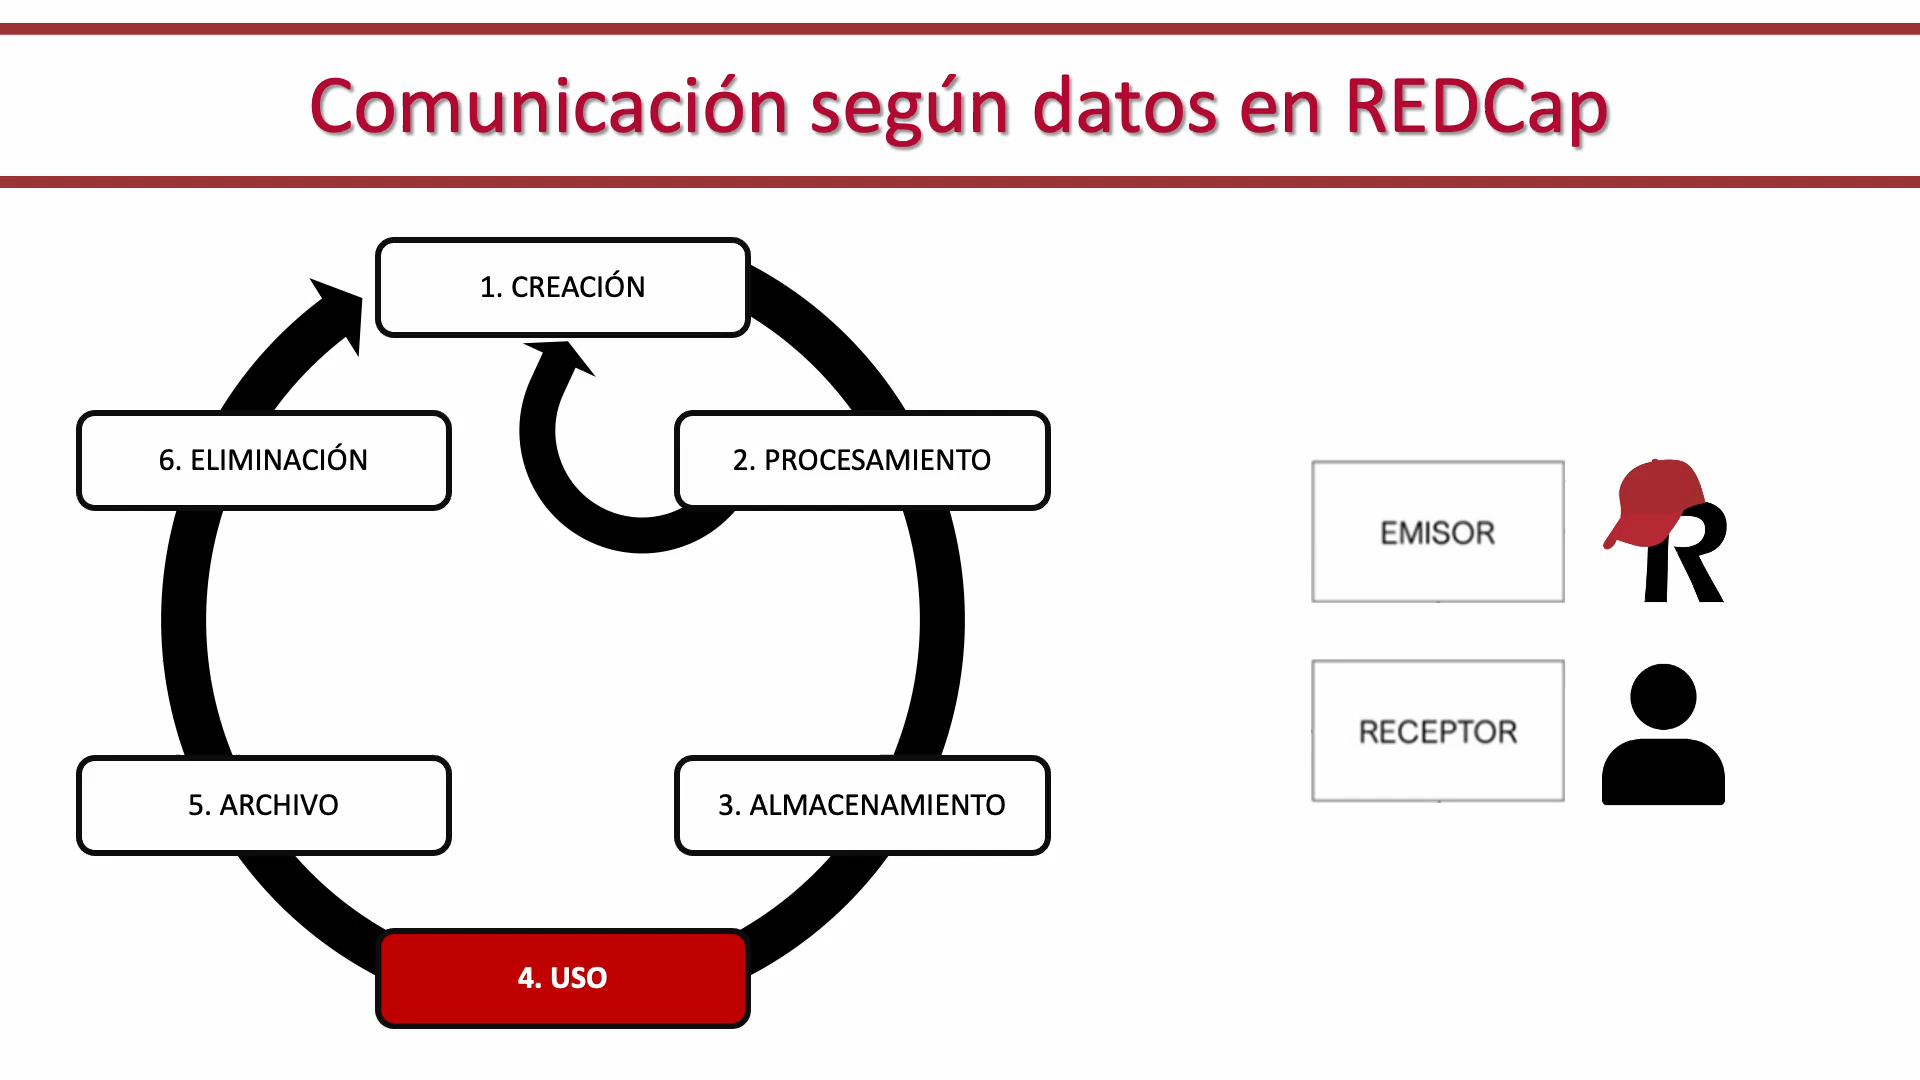 Comunicación según datos en REDCap
1. CREACIÓN
2. PROCESAMIENTO
3. ALMACENAMIENTO
4. USO
5. ARCHIVO
6. ELIMINACIÓN
EMISOR
R
RECEPTOR